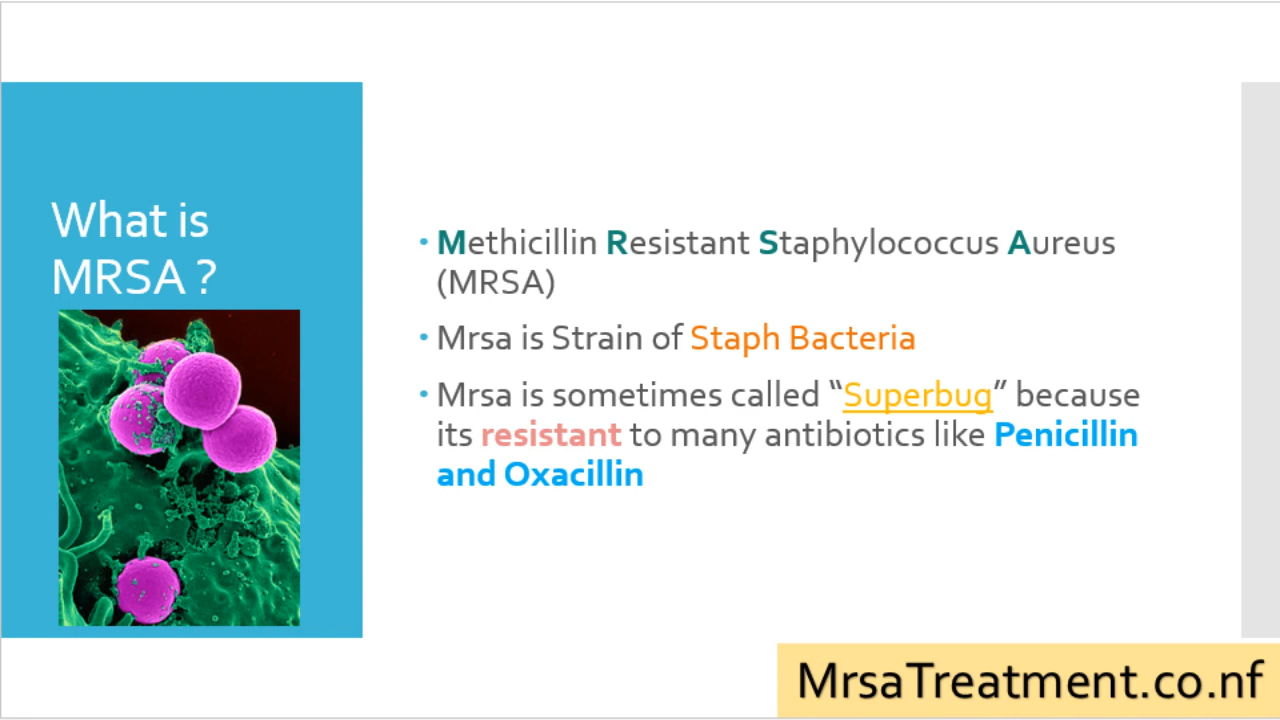 What is
MRSA ?
• Methicillin Resistant Staphylococcus Aureus
(MRSA)
• Mrsa is Strain of Staph Bacteria
• Mrsa is sometimes called “Superbug” because
its resistant to many antibiotics like Penicillin
and Oxacillin
MrsaTreatment.co.nf